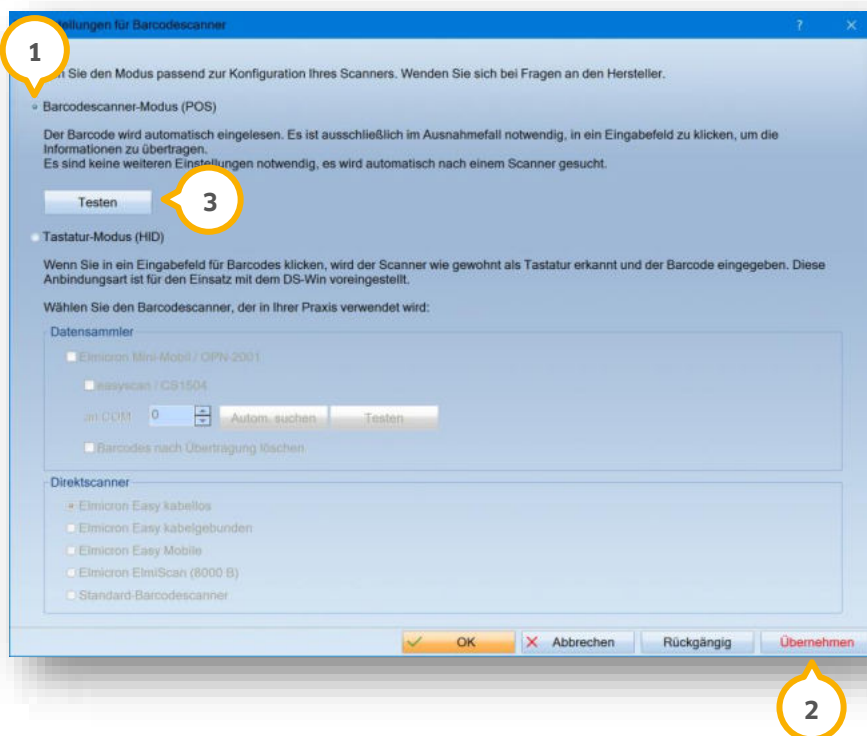 tellungen für Barcodescanner ? ×
1
n Sie den Modus passend zur Konfiguration Ihres Scanners. Wenden Sie sich bei Fragen an den Hersteller.
Barcodescanner-Modus (POS)
Der Barcode wird automatisch eingelesen. Es ist ausschließlich im Ausnahmefall notwendig, in ein Eingabefeld zu klicken, um die
Informationen zu übertragen.
Es sind keine weiteren Einstellungen notwendig, es wird automatisch nach einem Scanner gesucht.
Testen 3
Tastatur-Modus (HID)
Wenn Sie in ein Eingabefeld für Barcodes klicken, wird der Scanner wie gewohnt als Tastatur erkannt und der Barcode eingegeben. Diese
Anbindungsart ist für den Einsatz mit dem DS-Win voreingestellt.
Wählen Sie den Barcodescanner, der in Ihrer Praxis verwendet wird:
Datensammler
Elmicron Mini-Mobil / OPN-2001
easyscan / CS1504
an COM 0 Autom. suchen Testen
Barcodes nach Übertragung löschen
Direktscanner
Elmicron Easy kabellos
Elmicron Easy kabelgebunden
Elmicron Easy Mobile
Elmicron ElmiScan (8000 B)
Standard-Barcodescanner
OK Abbrechen Rückgängig Übernehmen
2